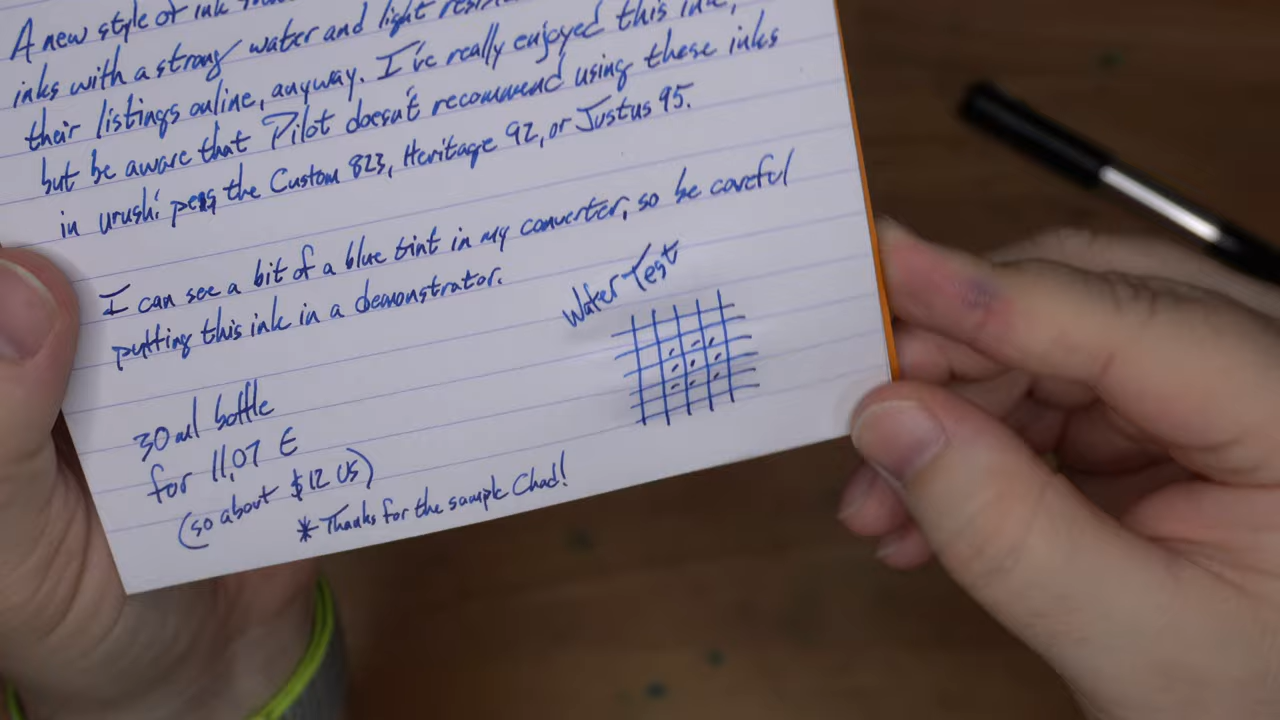 A new style of ink
inks with a strong water and light
their listings online, anyway. I've really enjoyed this ink,
but be aware that Pilot doesn't recommend using these inks
in urushi pens, the Custom 823, Heritage 92, or Justus 95.
I can see a bit of a blue tint in my converter, so be careful
putting this ink in a demonstrator.
Water Test
30ml bottle
for 11,07 €
(so about $12 US)
* Thanks for the sample Chad!